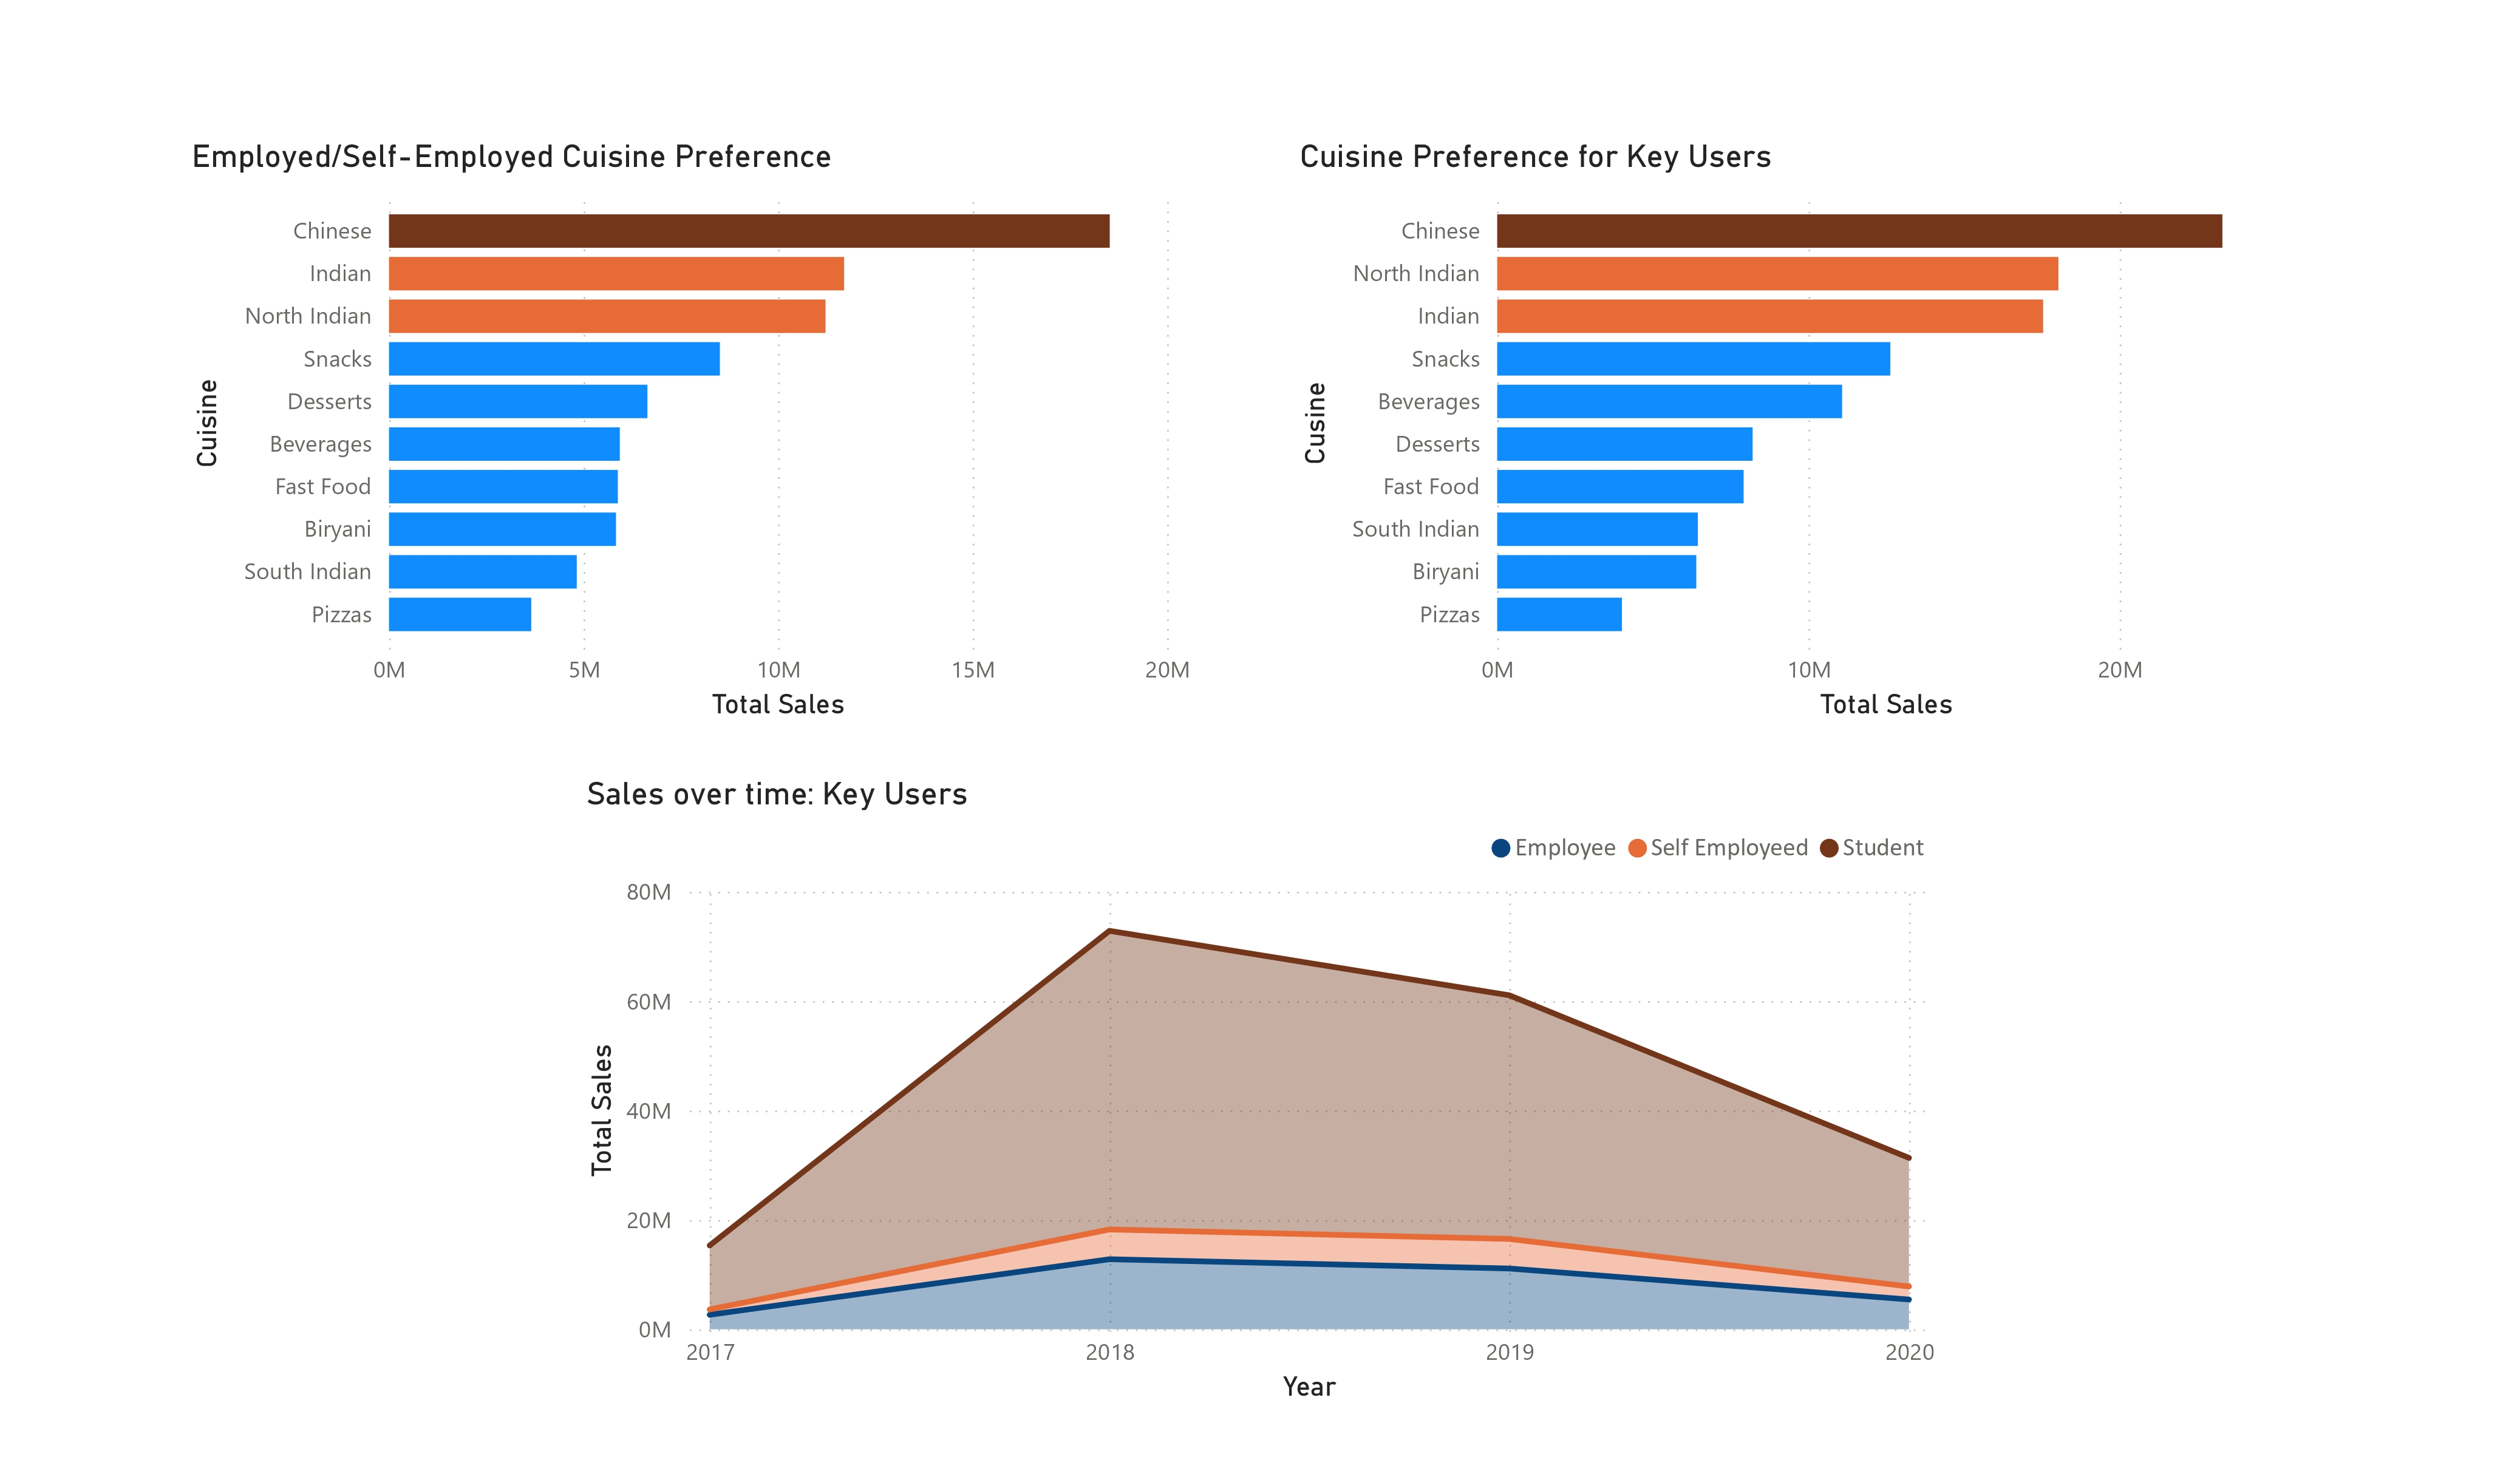 Employed/Self-Employed Cuisine Preference
Cuisine
Chinese
Indian
North Indian
Snacks
Desserts
Beverages
Fast Food
Biryani
South Indian
Pizzas
0M 5M 10M 15M 20M
Total Sales
Cuisine Preference for Key Users
Cusine
Chinese
North Indian
Indian
Snacks
Beverages
Desserts
Fast Food
South Indian
Biryani
Pizzas
0M 10M 20M
Total Sales
Sales over time: Key Users
Employee Self Employeed Student
Total Sales
80M
60M
40M
20M
0M
2017 2018 2019 2020
Year